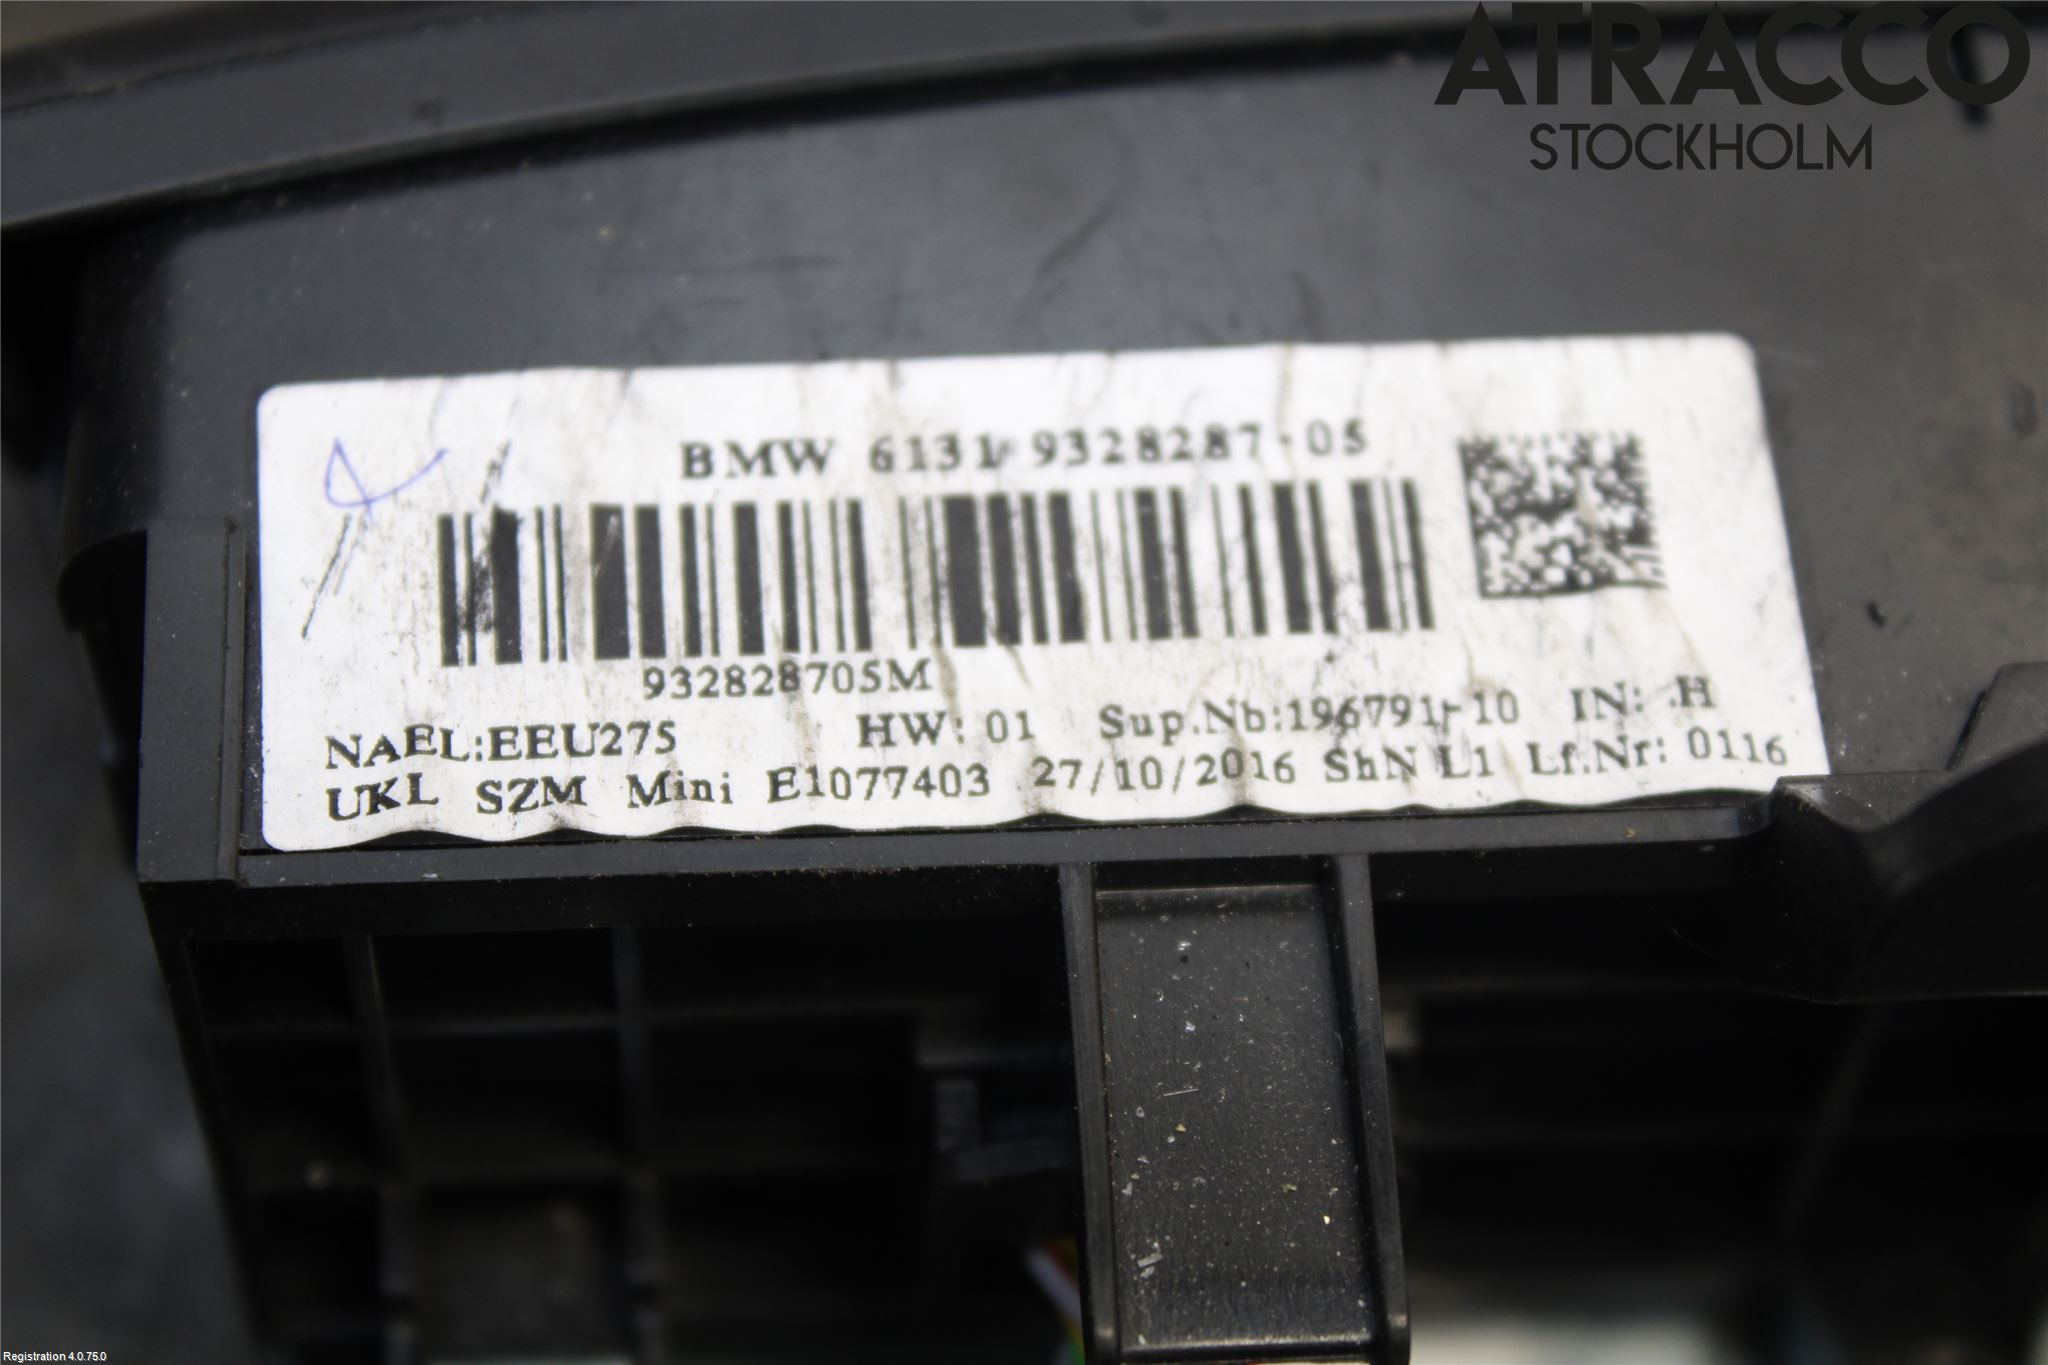 ATRACCO
STOCKHOLM
BMW 6131 9328287-05
932828705M
NAEL:EEU275 HW: 01 Sup.Nb:196791-10 IN: .H
UKL SZM Mini E1077403 27/10/2016 ShN L1 Lf.Nr: 0116
Registration 4.0.75.0